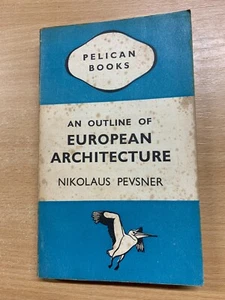 PELICAN
BOOKS
AN OUTLINE OF
EUROPEAN
ARCHITECTURE
NIKOLAUS PEVSNER